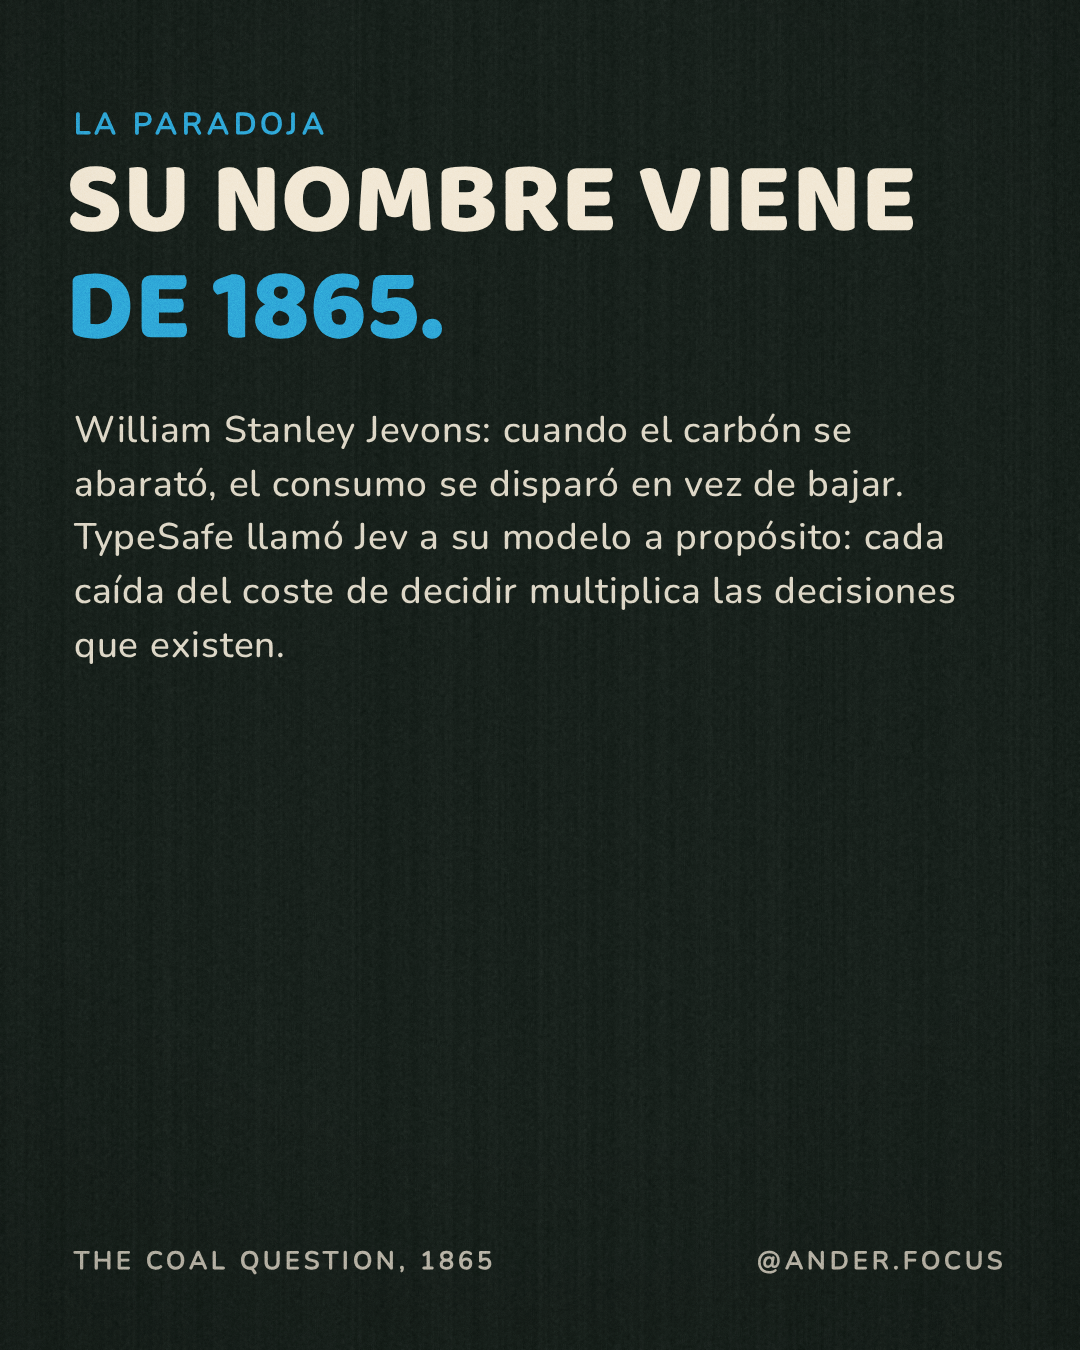 LA PARADOJA
SU NOMBRE VIENE
DE 1865.
William Stanley Jevons: cuando el carbón se
abarató, el consumo se disparó en vez de bajar.
TypeSafe llamó Jev a su modelo a propósito: cada
caída del coste de decidir multiplica las decisiones
que existen.
THE COAL QUESTION, 1865
@ANDER.FOCUS